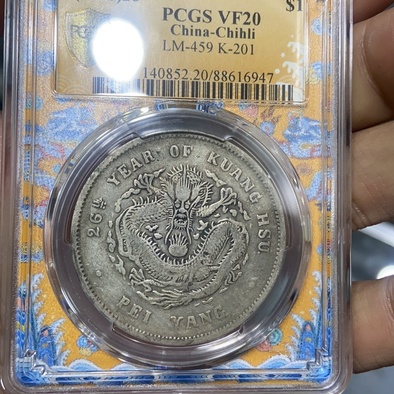 $1
PCGS VF20
China-Chihli
LM-459 K-201
140852.20/88616947
26TH YEAR OF KUANG HSU
PEI YANG